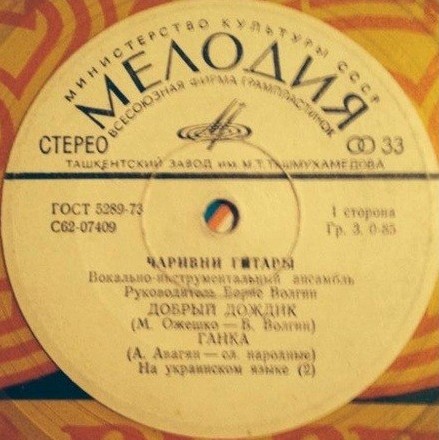 МИНИСТЕРСТВО КУЛЬТУРЫ СССР
МЕЛОДИЯ
ВСЕСОЮЗНАЯ ФИРМА ГРАМПЛАСТИНОК
СТЕРЕО 33
ТАШКЕНТСКИЙ ЗАВОД ИМ. М.Т. ТАШМУХАМЕДОВА
ГОСТ 5289-73
С62-07409
1 сторона
Гр. 3. 0-85
ЧАРИВНИ ГИТАРЫ
Вокально-инструментальный ансамбль
Руководитель Борис Волгин
ДОБРЫЙ ДОЖДИК
(М. Ожешко — В. Волгин)
ГАНКА
(А. Авагян — сл. народные)
На украинском языке (2)